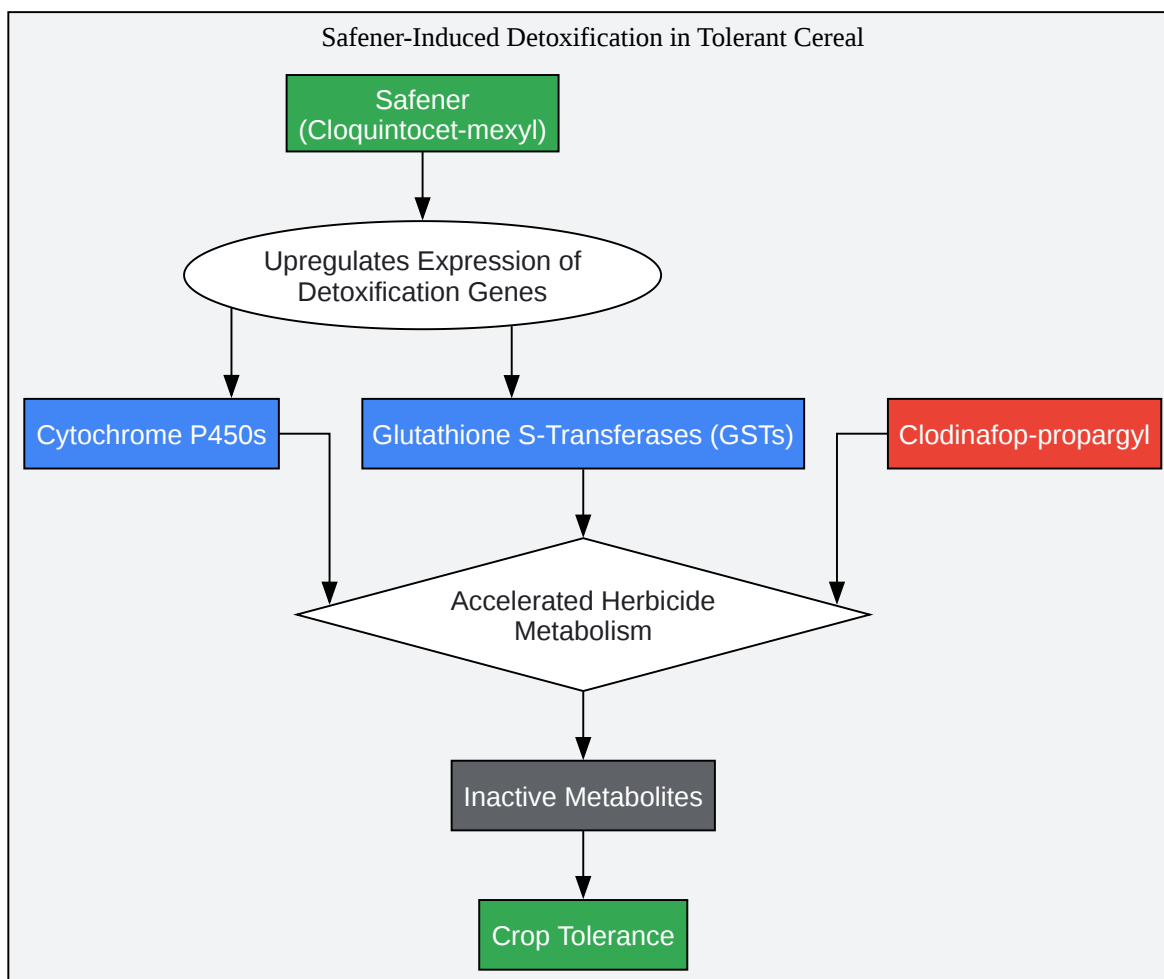 Safener-Induced Detoxification in Tolerant Cereal
Safener
(Cloquintocet-mexyl)
Upregulates Expression of
Detoxification Genes
Cytochrome P450s
Glutathione S-Transferases (GSTs)
Clodinafop-propargyl
Accelerated Herbicide
Metabolism
Inactive Metabolites
Crop Tolerance